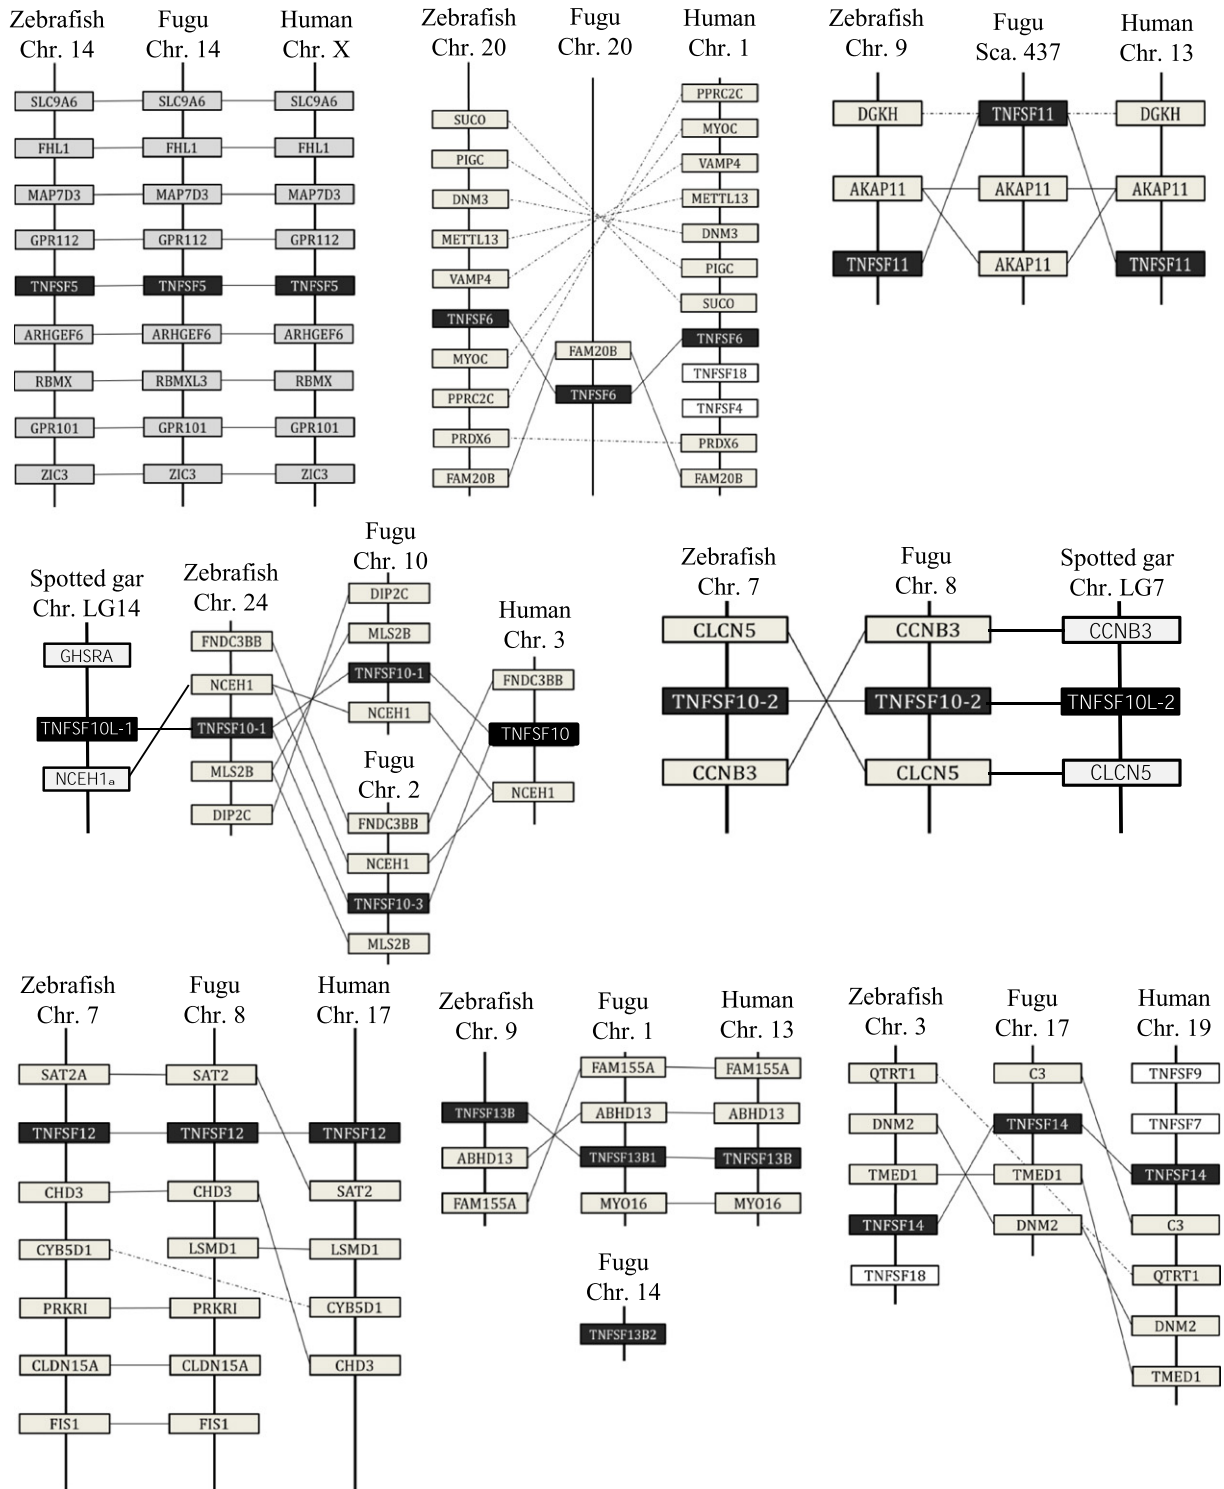 Zebrafish
Chr. 14
Fugu
Chr. 14
Human
Chr. X
SLC9A6 SLC9A6 SLC9A6
FHL1 FHL1 FHL1
MAP7D3 MAP7D3 MAP7D3
GPR112 GPR112 GPR112
TNFSF5 TNFSF5 TNFSF5
ARHGEF6 ARHGEF6 ARHGEF6
RBMX RBMXL3 RBMX
GPR101 GPR101 GPR101
ZIC3 ZIC3 ZIC3
Zebrafish
Chr. 20
SUCO
PIGC
DNM3
METTL13
VAMP4
TNFSF6
MYOC
PPRC2C
PRDX6
FAM20B
Fugu
Chr. 20
FAM20B
TNFSF6
Human
Chr. 1
PPRC2C
MYOC
VAMP4
METTL13
DNM3
PIGC
SUCO
TNFSF6
TNFSF18
TNFSF4
PRDX6
FAM20B
Zebrafish
Chr. 9
Fugu
Sca. 437
Human
Chr. 13
DGKH TNFSF11 DGKH
AKAP11 AKAP11 AKAP11
TNFSF11 AKAP11 TNFSF11
Spotted gar
Chr. LG14
GHSRA
TNFSF10L-1
NCEH1a
Zebrafish
Chr. 24
FNDC3BB
NCEH1
TNFSF10-1
MLS2B
DIP2C
Fugu
Chr. 10
DIP2C
MLS2B
TNFSF10-1
NCEH1
Fugu
Chr. 2
FNDC3BB
NCEH1
TNFSF10-3
MLS2B
Human
Chr. 3
FNDC3BB
TNFSF10
NCEH1
Zebrafish
Chr. 7
Fugu
Chr. 8
Spotted gar
Chr. LG7
CLCN5 CCNB3 CCNB3
TNFSF10-2 TNFSF10-2 TNFSF10L-2
CCNB3 CLCN5 CLCN5
Zebrafish
Chr. 7
Fugu
Chr. 8
Human
Chr. 17
SAT2A SAT2
TNFSF12 TNFSF12 TNFSF12
CHD3 CHD3 SAT2
CYB5D1 LSMD1 LSMD1
PRKRI PRKRI CYB5D1
CLDN15A CLDN15A CHD3
FIS1 FIS1
Zebrafish
Chr. 9
Fugu
Chr. 1
Human
Chr. 13
FAM155A FAM155A
TNFSF13B ABHD13 ABHD13
ABHD13 TNFSF13B1 TNFSF13B
FAM155A MYO16 MYO16
Fugu
Chr. 14
TNFSF13B2
Zebrafish
Chr. 3
Fugu
Chr. 17
Human
Chr. 19
QTRT1 C3 TNFSF9
DNM2 TNFSF14 TNFSF7
TMED1 TMED1 TNFSF14
TNFSF14 DNM2 C3
TNFSF18 QTRT1
DNM2
TMED1